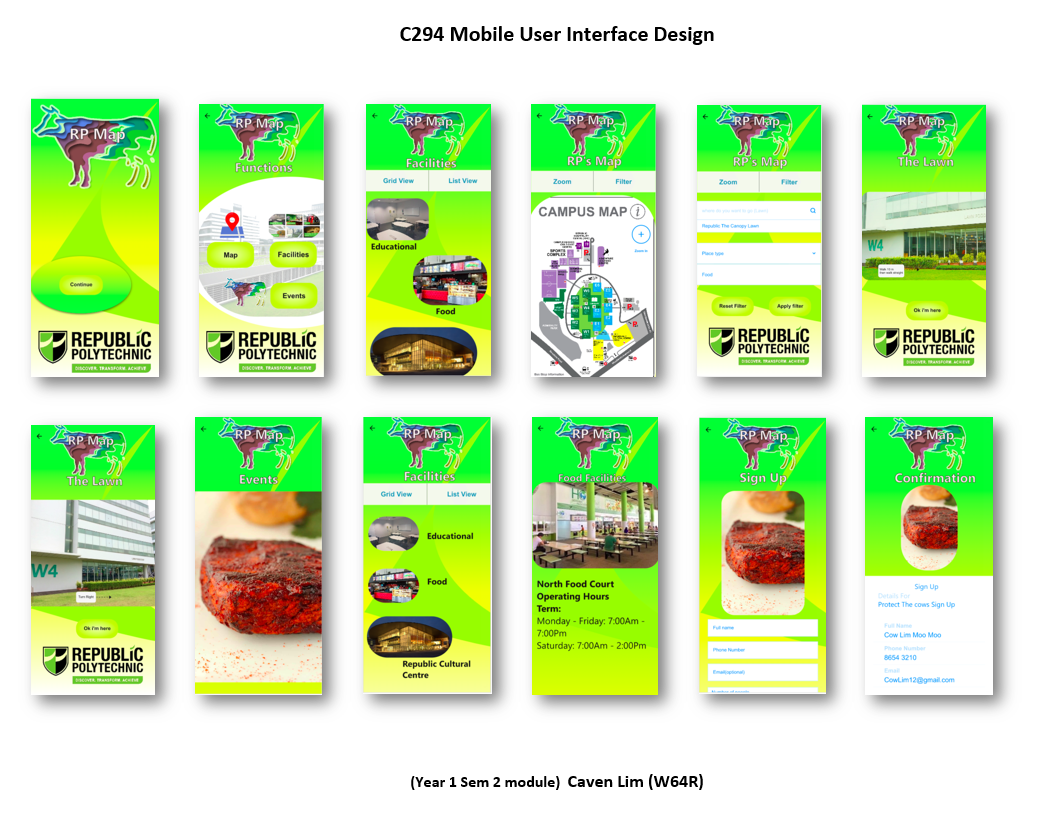 C294 Mobile User Interface Design
RP Map
Continue
REPUBLIC
POLYTECHNIC
DISCOVER. TRANSFORM. ACHIEVE
RP Map
Functions
Map
Facilities
Events
REPUBLIC
POLYTECHNIC
DISCOVER. TRANSFORM. ACHIEVE
RP Map
Facilities
Grid View
List View
Educational
Food
RP Map
RP's Map
Zoom
Filter
CAMPUS MAP i
SPORTS
COMPLEX
RP Map
RP's Map
Zoom
Filter
Republic The Canopy Lawn
Place type
Food
Reset Filter
Apply filter
REPUBLIC
POLYTECHNIC
DISCOVER. TRANSFORM. ACHIEVE
RP Map
The Lawn
W4
Ok i'm here
REPUBLIC
POLYTECHNIC
DISCOVER. TRANSFORM. ACHIEVE
RP Map
The Lawn
W4
Turn Right
Ok i'm here
REPUBLIC
POLYTECHNIC
DISCOVER. TRANSFORM. ACHIEVE
RP Map
Events
RP Map
Facilities
Grid View
List View
Educational
Food
Republic Cultural
Centre
RP Map
Food Facilities
North Food Court
Operating Hours
Term:
Monday - Friday: 7:00Am -
7:00Pm
Saturday: 7:00Am - 2:00Pm
RP Map
Sign Up
Full name
Phone Number
Email(optional)
RP Map
Confirmation
Sign Up
Details For
Protect The cows Sign Up
Full Name
Cow Lim Moo Moo
Phone Number
8654 3210
Email
CowLim12@gmail.com
(Year 1 Sem 2 module) Caven Lim (W64R)